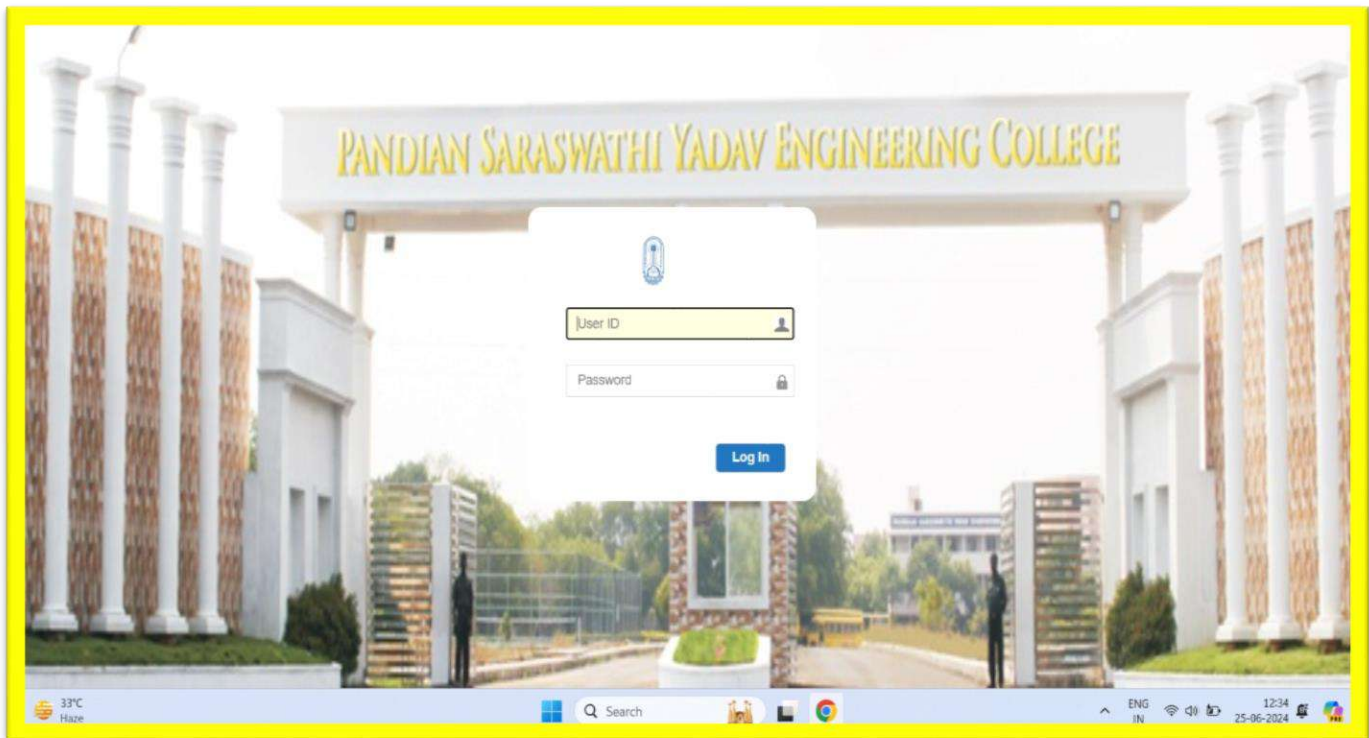 PANDIAN SARASWATHI YADAV ENGINEERING COLLEGE
User ID
Password
Log In
33°C
Haze
Search
ENG
IN
12:34
25-06-2024
PRE